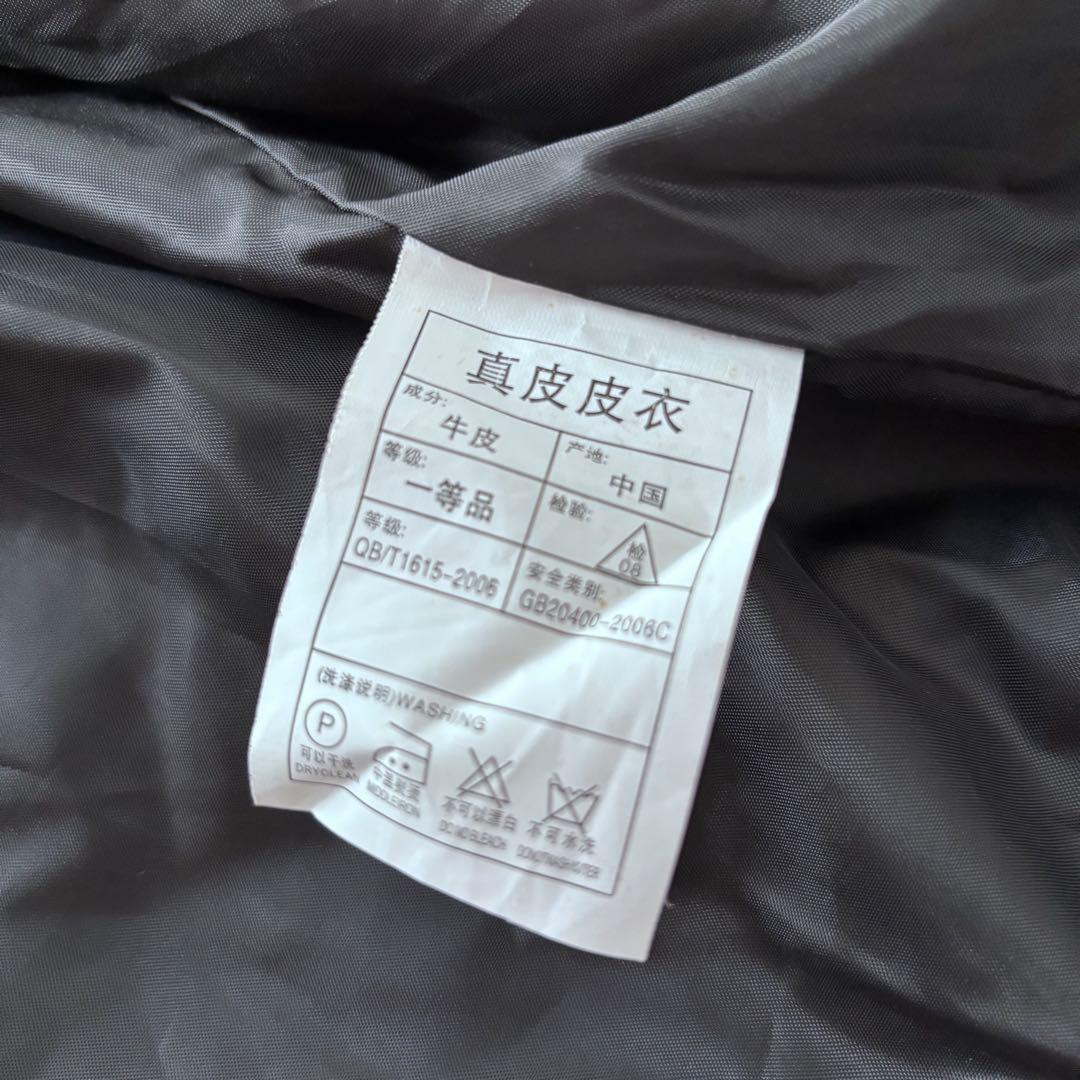 真皮皮衣
成分:
牛皮
产地:
中国
等级:
一等品
检验:
检
08
等级:
QB/T1615-2006
安全类别:
GB20400-2006C
(洗涤说明)WASHING
P
可以干洗
DRYCLEAN
不可以漂白
不可水洗